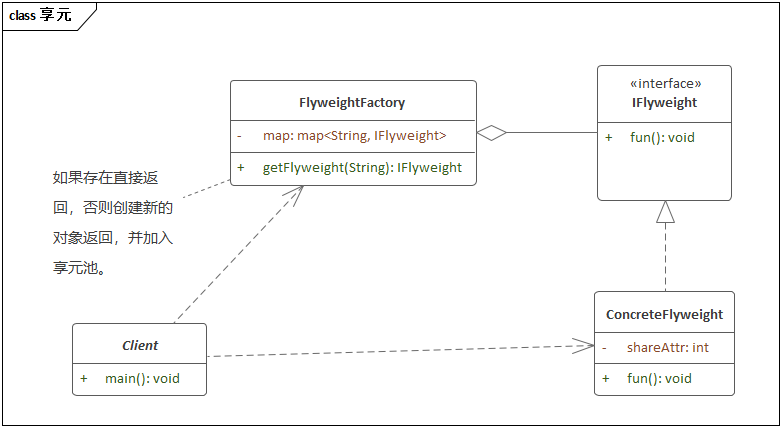 class 享元
FlyweightFactory
- map: map<String, IFlyweight>
+ getFlyweight(String): IFlyweight
«interface»
IFlyweight
+ fun(): void
如果存在直接返
回，否则创建新的
对象返回，并加入
享元池。
Client
+ main(): void
ConcreteFlyweight
- shareAttr: int
+ fun(): void